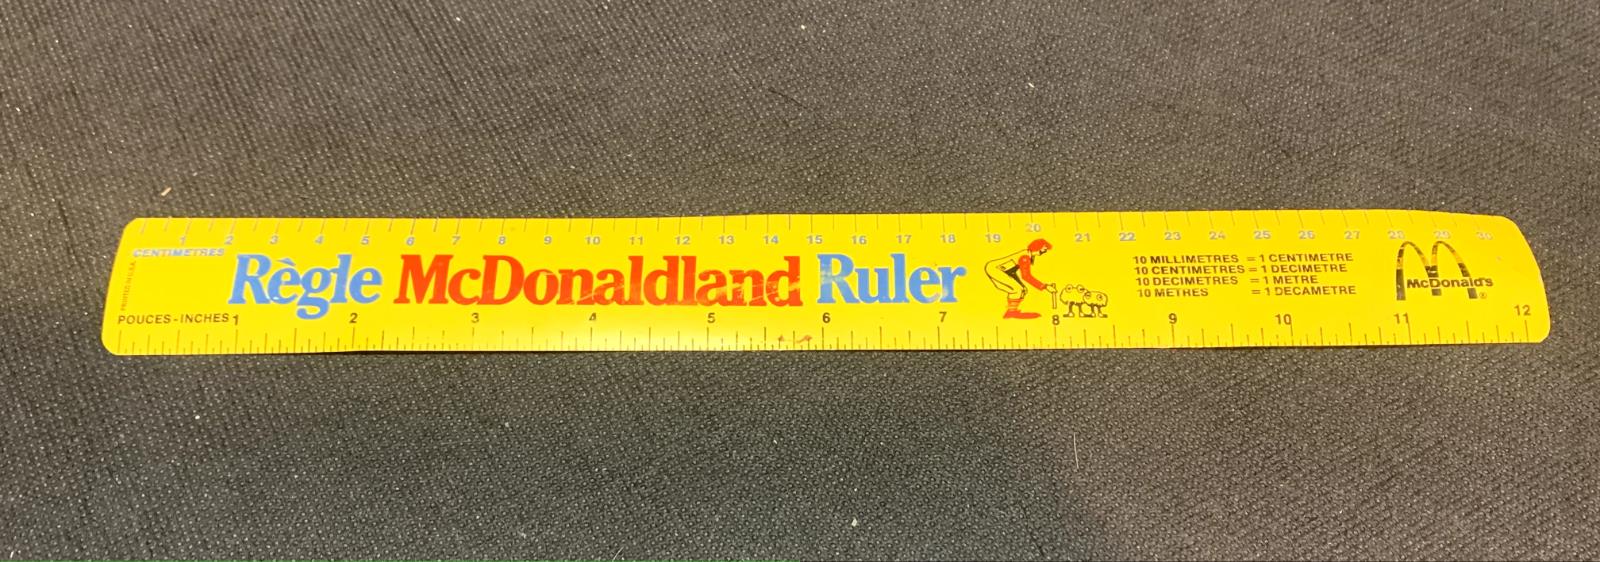 1 2 3 4 5 6 7 8 9 10 11 12 13 14 15 16 17 18 19 20 21 22 23 24 25 26 27 28 29 30
CENTIMETRES
PRINTED IN U.S.A.
Règle McDonaldland Ruler
10 MILLIMETRES = 1 CENTIMETRE
10 CENTIMETRES = 1 DECIMETRE
10 DECIMETRES = 1 METRE
10 METRES = 1 DECAMETRE
McDonald's®
POUCES-INCHES 1 2 3 4 5 6 7 8 9 10 11 12